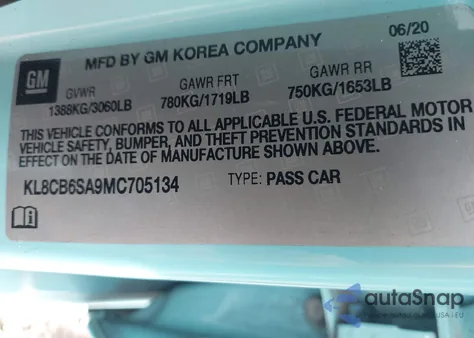 06/20
MFD BY GM KOREA COMPANY
GM
GVWR
GAWR FRT
GAWR RR
1388KG/3060LB
780KG/1719LB
750KG/1653LB
THIS VEHICLE CONFORMS TO ALL APPLICABLE U.S. FEDERAL MOTOR
VEHICLE SAFETY, BUMPER, AND THEFT PREVENTION STANDARDS IN
EFFECT ON THE DATE OF MANUFACTURE SHOWN ABOVE.
KL8CB6SA9MC705134
TYPE: PASS CAR
autaSnap